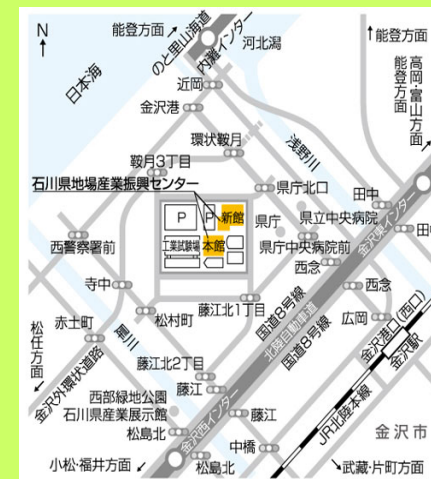 N
能登方面
のと里山海道
内灘インター
河北潟
能登方面
日本海
高岡・富山方面
能登方面
近岡
金沢港
浅野川
環状鞍月
鞍月3丁目
石川県地場産業振興センター
県庁北口
田中
P
P
新館
県庁
県立中央病院
金沢東インター
田中
西警察署前
工業試験場
本館
県庁中央病院前
西念
寺中
西念
藤江北1丁目
国道8号線
北陸自動車道
国道8号線
広岡
金沢港口(西口)
松村町
赤土町
松任方面
犀川
金沢駅
金沢外環状道路
藤江北2丁目
JR北陸本線
西部緑地公園
石川県産業展示館
藤江
藤江
金沢西インター
松島北
金沢市
中橋
小松・福井方面
松島北
武蔵・片町方面